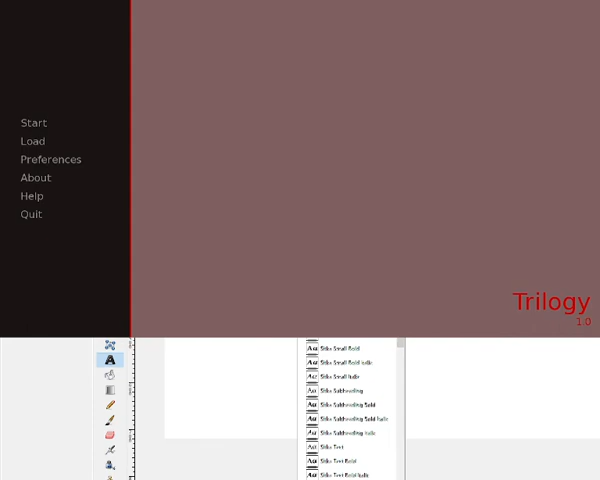 Start
Load
Preferences
About
Help
Quit
Trilogy
1.0
Sitka Small Bold
Sitka Small Bold Italic
Sitka Small Italic
Sitka Subheading
Sitka Subheading Bold
Sitka Subheading Bold Italic
Sitka Subheading Italic
Sitka Text
Sitka Text Bold
Sitka Text Bold Italic